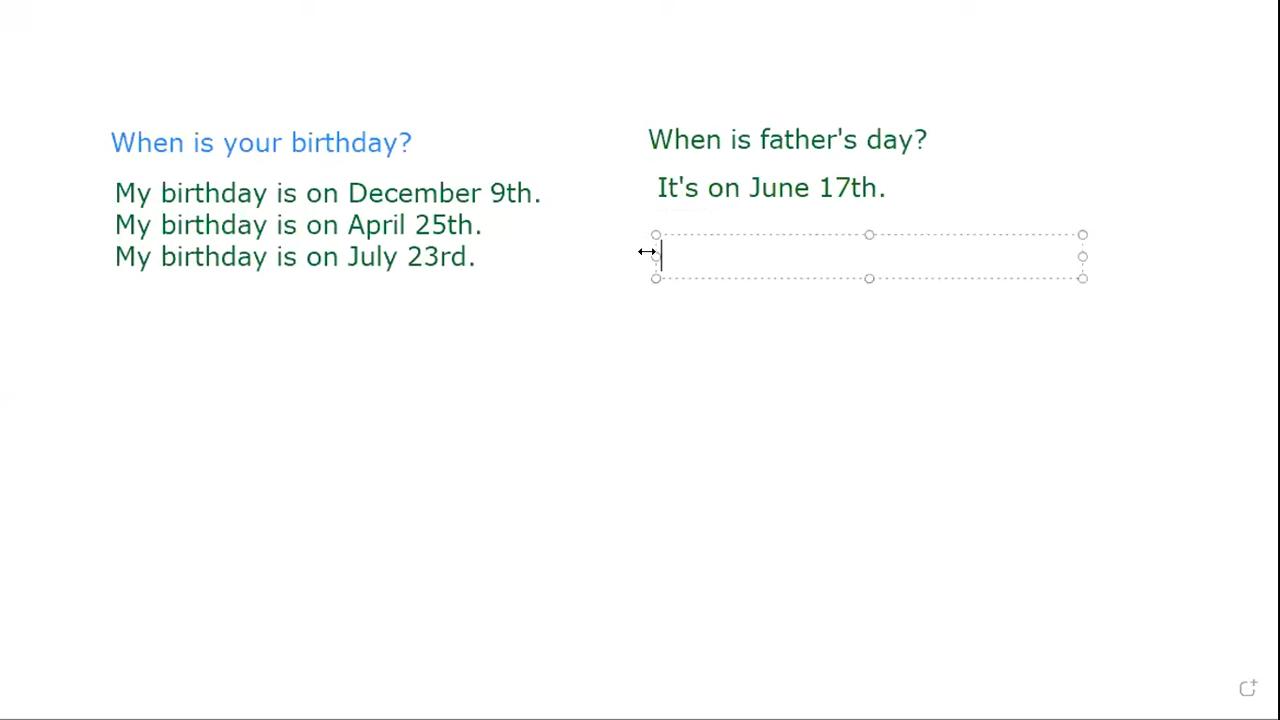 When is your birthday?
My birthday is on December 9th.
My birthday is on April 25th.
My birthday is on July 23rd.
When is father's day?
It's on June 17th.